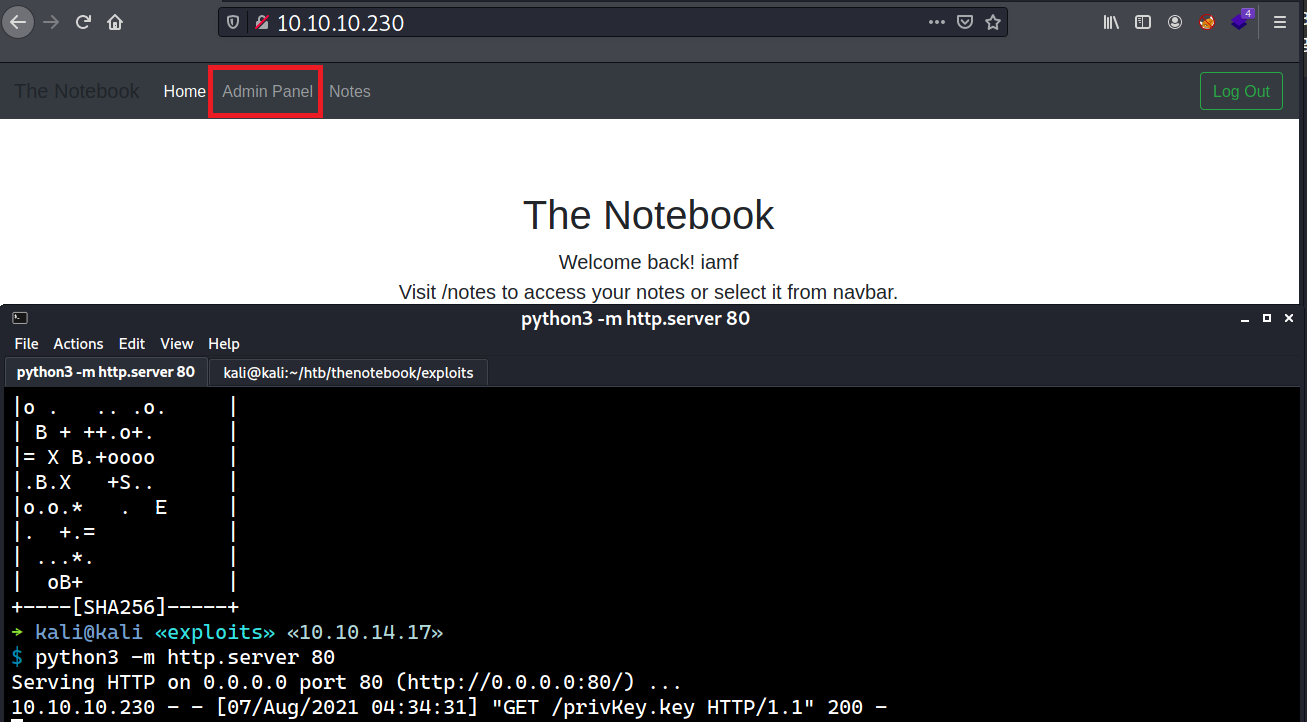 10.10.10.230
4
The Notebook Home Admin Panel Notes Log Out
The Notebook
Welcome back! iamf
Visit /notes to access your notes or select it from navbar.
python3 -m http.server 80
File Actions Edit View Help
python3 -m http.server 80 kali@kali:~/htb/thenotebook/exploits
|o .   .. .o.     |
| B + ++.o+.      |
|= X B.+oooo      |
|.B.X   +S..      |
|o.o.*   .  E     |
|.  +.=           |
| ...*.           |
|  oB+            |
+----[SHA256]-----+
→ kali@kali «exploits» «10.10.14.17»
$ python3 -m http.server 80
Serving HTTP on 0.0.0.0 port 80 (http://0.0.0.0:80/) ...
10.10.10.230 - - [07/Aug/2021 04:34:31] "GET /privKey.key HTTP/1.1" 200 -